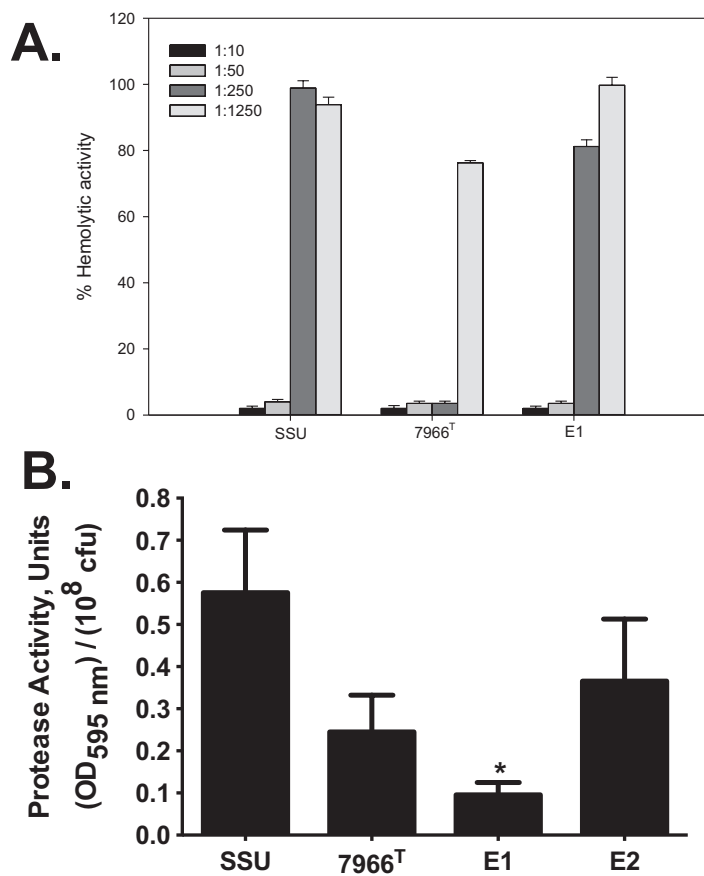 A.
120
100
80
60
40
20
0
% Hemolytic activity
1:10
1:50
1:250
1:1250
SSU
7966ᵀ
E1
B.
Protease Activity, Units
(OD595 nm) / (10⁸ cfu)
0.8
0.7
0.6
0.5
0.4
0.3
0.2
0.1
0.0
*
SSU
7966ᵀ
E1
E2